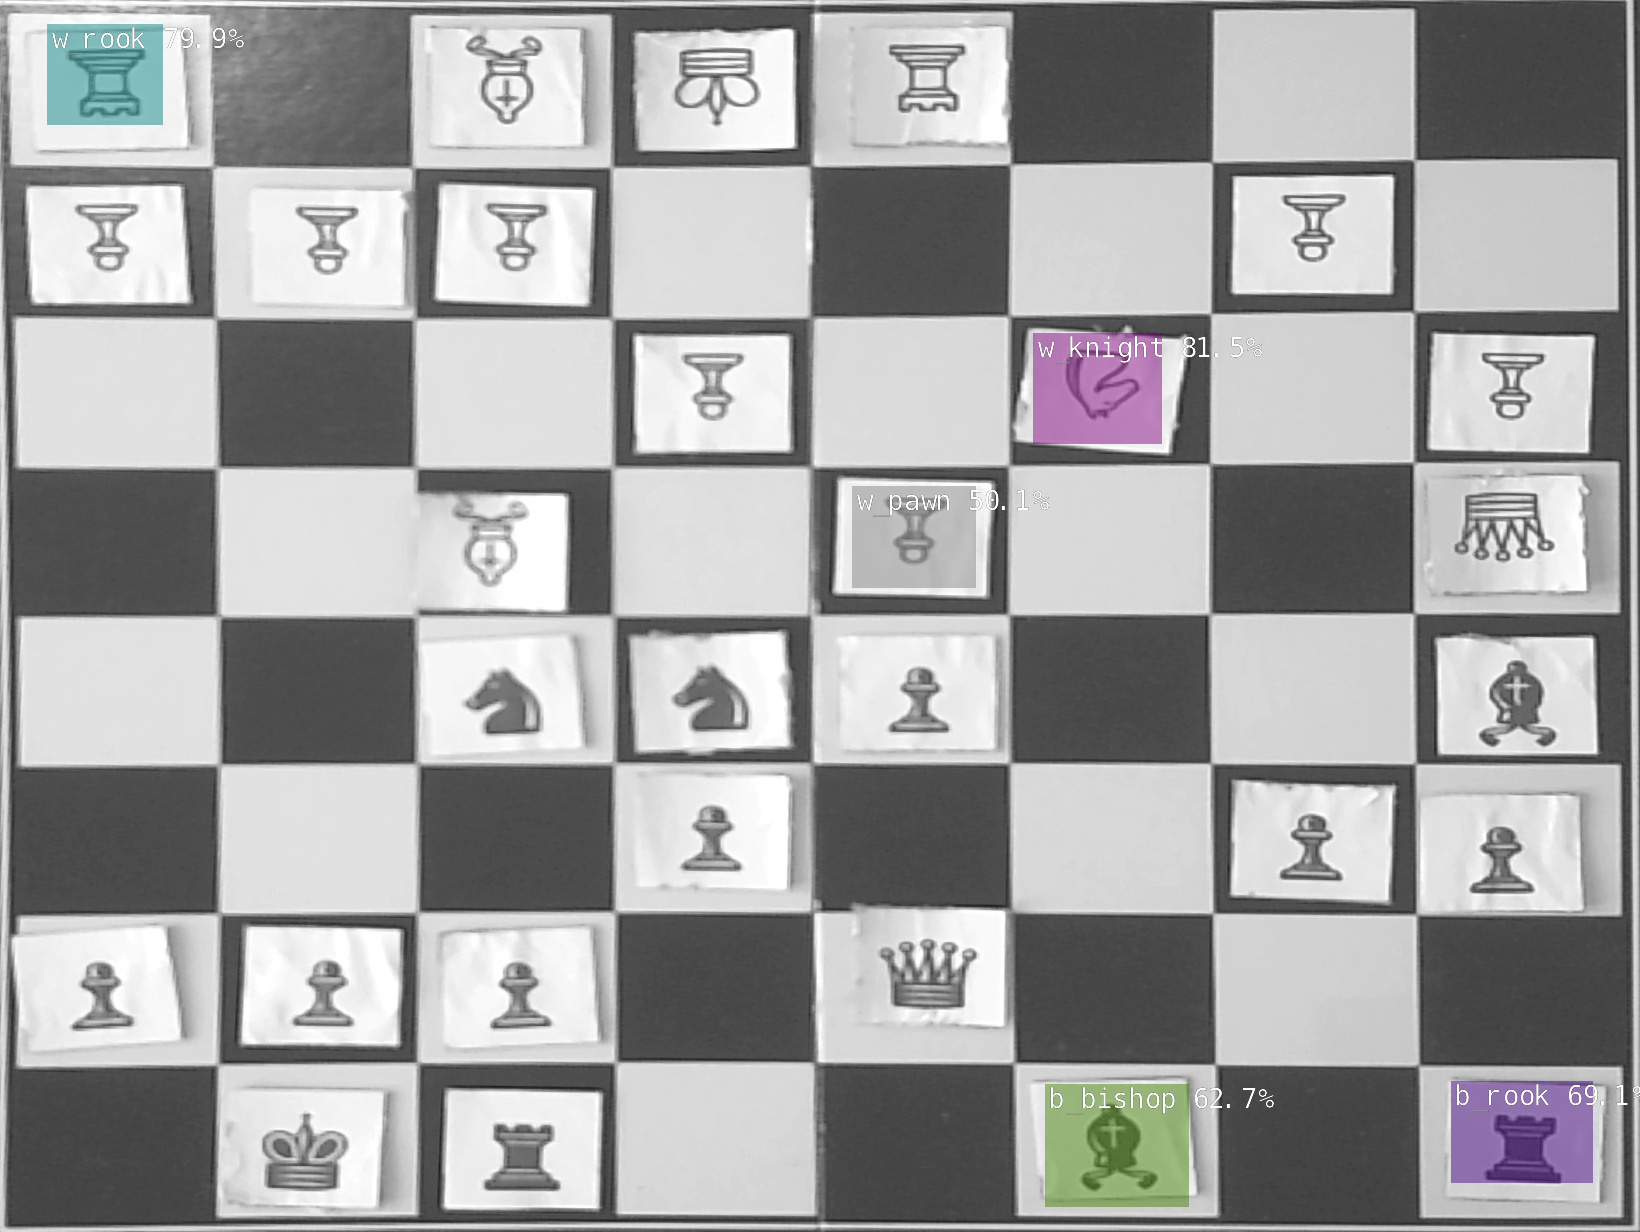 w_rook 79.9%
w_knight 81.5%
w_pawn 50.1%
b_bishop 62.7%
b_rook 69.1%